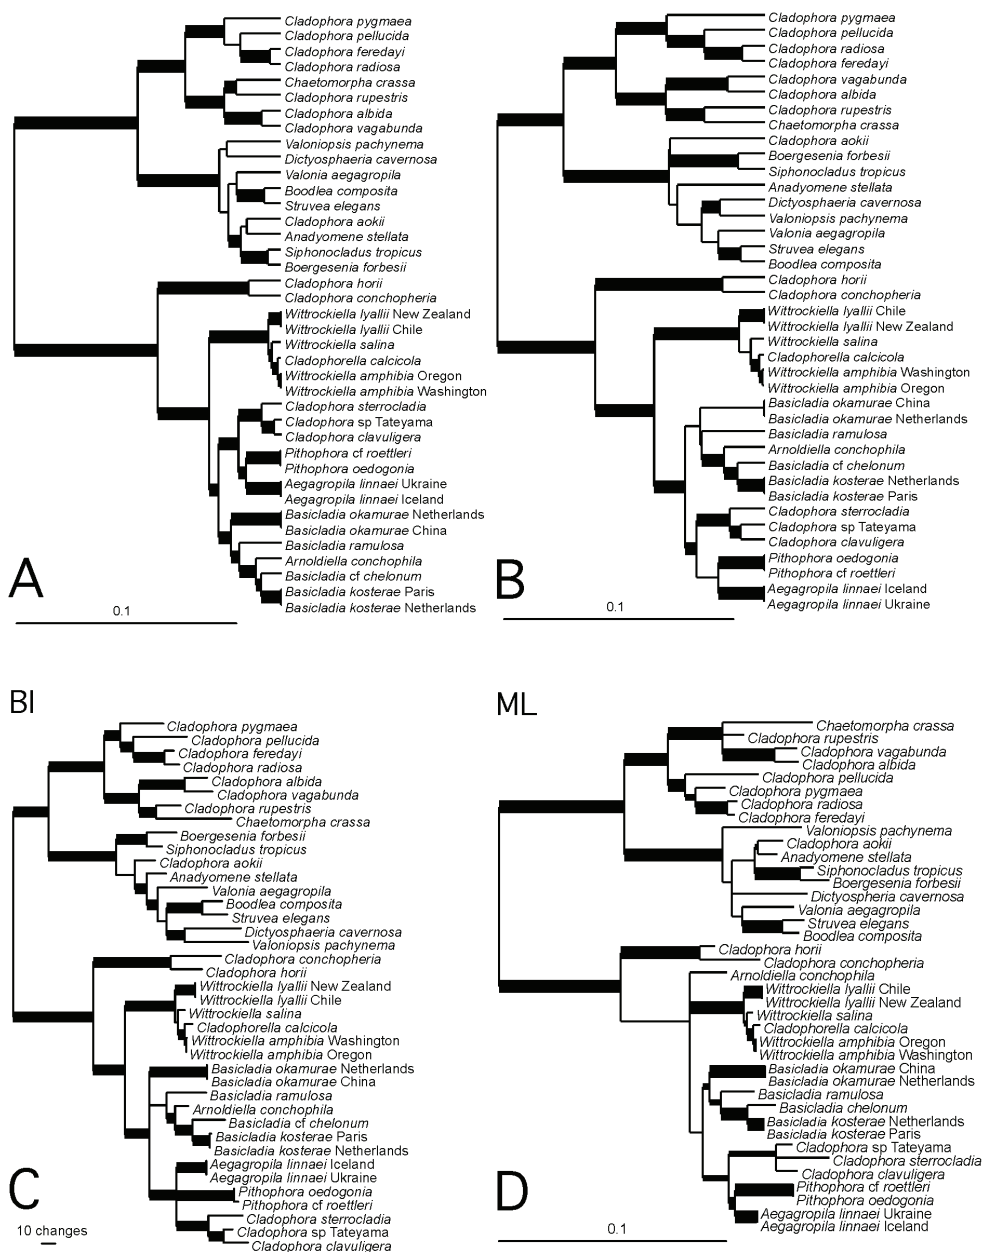 Cladophora pygmaea
Cladophora pellucida
Cladophora feredayi
Cladophora radiosa
Chaetomorpha crassa
Cladophora rupestris
Cladophora albida
Cladophora vagabunda
Valoniopsis pachynema
Dictyosphaeria cavernosa
Valonia aegagropila
Boodlea composita
Struvea elegans
Cladophora aokii
Anadyomene stellata
Siphonocladus tropicus
Boergesenia forbesii
Cladophora horii
Cladophora conchopheria
Wittrockiella lyallii New Zealand
Wittrockiella lyallii Chile
Wittrockiella salina
Cladophorella calcicola
Wittrockiella amphibia Oregon
Wittrockiella amphibia Washington
Cladophora sterrocladia
Cladophora sp Tateyama
Cladophora clavuligera
Pithophora cf roettleri
Pithophora oedogonia
Aegagropila linnaei Ukraine
Aegagropila linnaei Iceland
Basicladia okamurae Netherlands
Basicladia okamurae China
Basicladia ramulosa
Arnoldiella conchophila
Basicladia cf chelonum
Basicladia kosterae Paris
Basicladia kosterae Netherlands
A
0.1
Cladophora pygmaea
Cladophora pellucida
Cladophora radiosa
Cladophora feredayi
Cladophora vagabunda
Cladophora albida
Cladophora rupestris
Chaetomorpha crassa
Cladophora aokii
Boergesenia forbesii
Siphonocladus tropicus
Anadyomene stellata
Dictyosphaeria cavernosa
Valoniopsis pachynema
Valonia aegagropila
Struvea elegans
Boodlea composita
Cladophora horii
Cladophora conchopheria
Wittrockiella lyallii Chile
Wittrockiella lyallii New Zealand
Wittrockiella salina
Cladophorella calcicola
Wittrockiella amphibia Washington
Wittrockiella amphibia Oregon
Basicladia okamurae China
Basicladia okamurae Netherlands
Basicladia ramulosa
Arnoldiella conchophila
Basicladia cf chelonum
Basicladia kosterae Netherlands
Basicladia kosterae Paris
Cladophora sterrocladia
Cladophora sp Tateyama
Cladophora clavuligera
Pithophora oedogonia
Pithophora cf roettleri
Aegagropila linnaei Iceland
Aegagropila linnaei Ukraine
B
0.1
BI
Cladophora pygmaea
Cladophora pellucida
Cladophora feredayi
Cladophora radiosa
Cladophora albida
Cladophora vagabunda
Cladophora rupestris
Chaetomorpha crassa
Boergesenia forbesii
Siphonocladus tropicus
Cladophora aokii
Anadyomene stellata
Valonia aegagropila
Boodlea composita
Struvea elegans
Dictyosphaeria cavernosa
Valoniopsis pachynema
Cladophora conchopheria
Cladophora horii
Wittrockiella lyallii New Zealand
Wittrockiella lyallii Chile
Wittrockiella salina
Cladophorella calcicola
Wittrockiella amphibia Washington
Wittrockiella amphibia Oregon
Basicladia okamurae Netherlands
Basicladia okamurae China
Basicladia ramulosa
Arnoldiella conchophila
Basicladia cf chelonum
Basicladia kosterae Paris
Basicladia kosterae Netherlands
Aegagropila linnaei Iceland
Aegagropila linnaei Ukraine
Pithophora oedogonia
Pithophora cf roettleri
Cladophora sterrocladia
Cladophora sp Tateyama
Cladophora clavuligera
C
10 changes
ML
Chaetomorpha crassa
Cladophora rupestris
Cladophora vagabunda
Cladophora albida
Cladophora pellucida
Cladophora pygmaea
Cladophora radiosa
Cladophora feredayi
Valoniopsis pachynema
Cladophora aokii
Anadyomene stellata
Siphonocladus tropicus
Boergesenia forbesii
Dictyospheria cavernosa
Valonia aegagropila
Struvea elegans
Boodlea composita
Cladophora horii
Cladophora conchopheria
Arnoldiella conchophila
Wittrockiella lyallii Chile
Wittrockiella lyallii New Zealand
Wittrockiella salina
Cladophorella calcicola
Wittrockiella amphibia Oregon
Wittrockiella amphibia Washington
Basicladia okamurae China
Basicladia okamurae Netherlands
Basicladia ramulosa
Basicladia chelonum
Basicladia kosterae Netherlands
Basicladia kosterae Paris
Cladophora sp Tateyama
Cladophora sterrocladia
Cladophora clavuligera
Pithophora cf roettleri
Pithophora oedogonia
Aegagropila linnaei Ukraine
Aegagropila linnaei Iceland
D
0.1